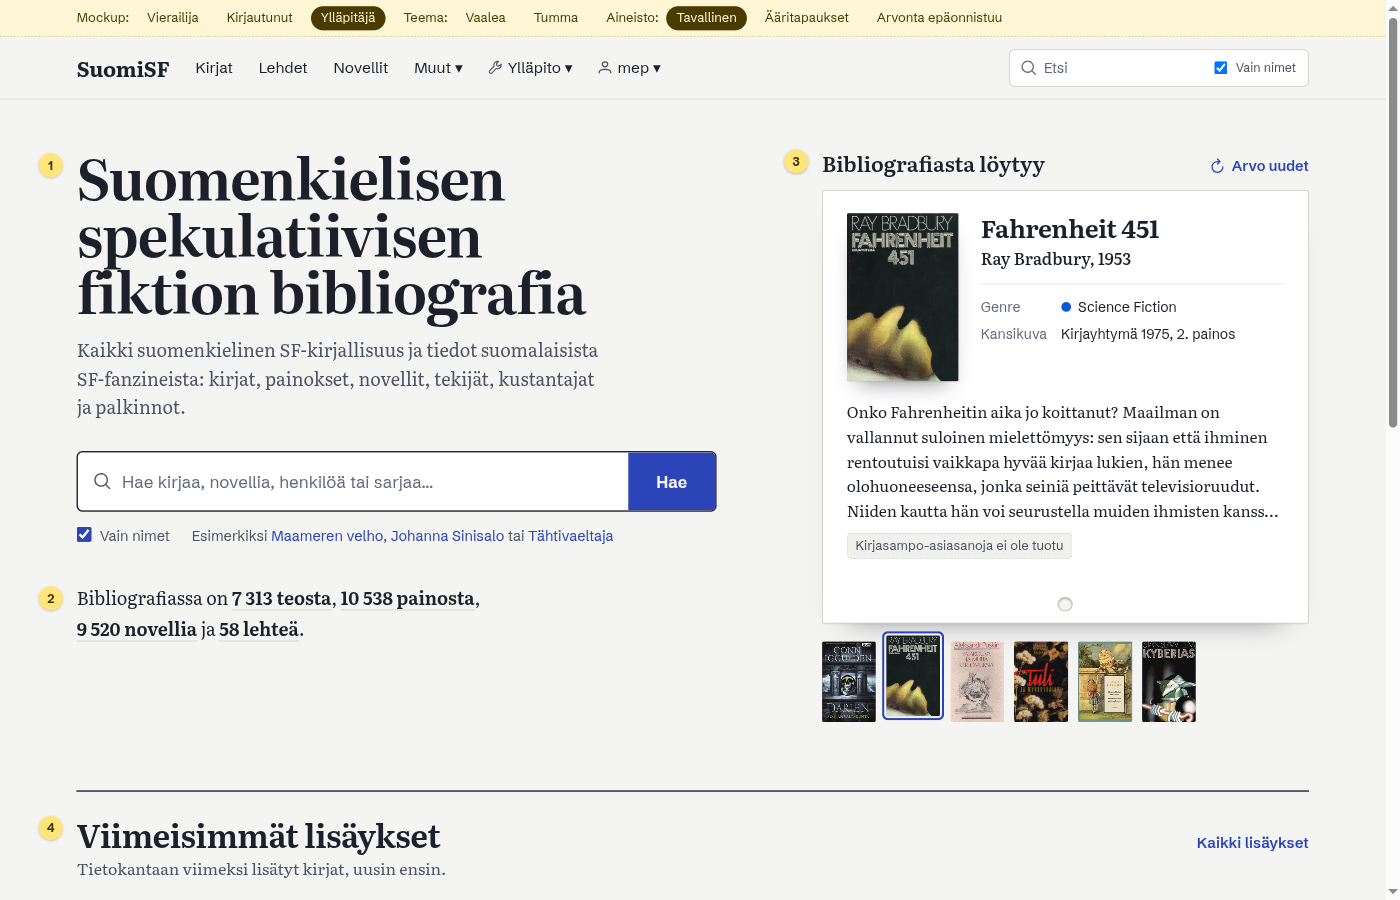 Mockup: Vierailija Kirjautunut Ylläpitäjä Teema: Vaalea Tumma Aineisto: Tavallinen Ääritapaukset Arvonta epäonnistuu
SuomiSF Kirjat Lehdet Novellit Muut ▾ Ylläpito ▾ mep ▾ Etsi Vain nimet
1
Suomenkielisen
spekulatiivisen
fiktion bibliografia
Kaikki suomenkielinen SF-kirjallisuus ja tiedot suomalaisista
SF-fanzineista: kirjat, painokset, novellit, tekijät, kustantajat
ja palkinnot.
Hae kirjaa, novellia, henkilöä tai sarjaa... Hae
Vain nimet Esimerkiksi Maameren velho, Johanna Sinisalo tai Tähtivaeltaja
2
Bibliografiassa on 7 313 teosta, 10 538 painosta,
9 520 novellia ja 58 lehteä.
3
Bibliografiasta löytyy Arvo uudet
RAY BRADBURY
FAHRENHEIT
451
Fahrenheit 451
Ray Bradbury, 1953
Genre Science Fiction
Kansikuva Kirjayhtymä 1975, 2. painos
Onko Fahrenheitin aika jo koittanut? Maailman on
vallannut suloinen mielettömyys: sen sijaan että ihminen
rentoutuisi vaikkapa hyvää kirjaa lukien, hän menee
olohuoneeseensa, jonka seiniä peittävät televisioruudut.
Niiden kautta hän voi seurustella muiden ihmisten kanss...
Kirjasampo-asiasanoja ei ole tuotu
CONN
IGGULDEN
DARIEN
RAY BRADBURY
FAHRENHEIT
451
Aleksandr Puškin
Tuli
KYBERIAS
4
Viimeisimmät lisäykset Kaikki lisäykset
Tietokantaan viimeksi lisätyt kirjat, uusin ensin.